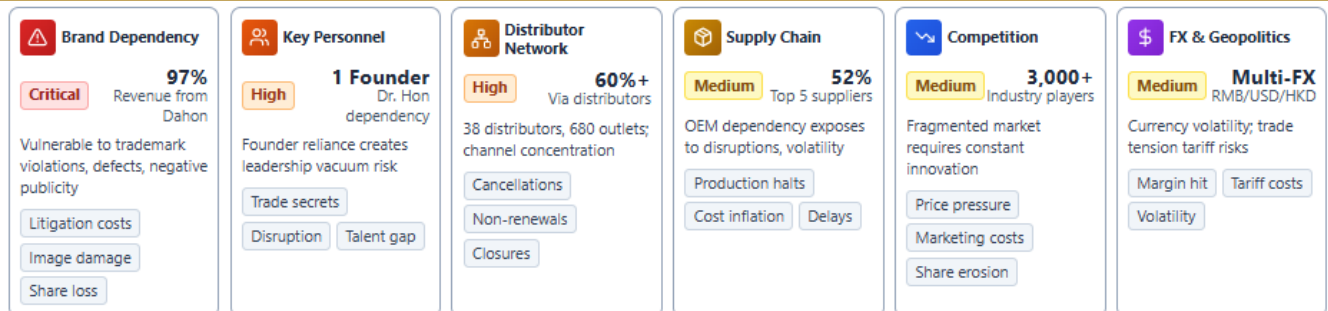 Brand Dependency
Critical
97%
Revenue from
Dahon
Vulnerable to trademark
violations, defects, negative
publicity
Litigation costs
Image damage
Share loss
Key Personnel
High
1 Founder
Dr. Hon
dependency
Founder reliance creates
leadership vacuum risk
Trade secrets
Disruption
Talent gap
Distributor
Network
High
60%+
Via distributors
38 distributors, 680 outlets;
channel concentration
Cancellations
Non-renewals
Closures
Supply Chain
Medium
52%
Top 5 suppliers
OEM dependency exposes
to disruptions, volatility
Production halts
Cost inflation
Delays
Competition
Medium
3,000+
Industry players
Fragmented market
requires constant
innovation
Price pressure
Marketing costs
Share erosion
FX & Geopolitics
Medium
Multi-FX
RMB/USD/HKD
Currency volatility; trade
tension tariff risks
Margin hit
Tariff costs
Volatility